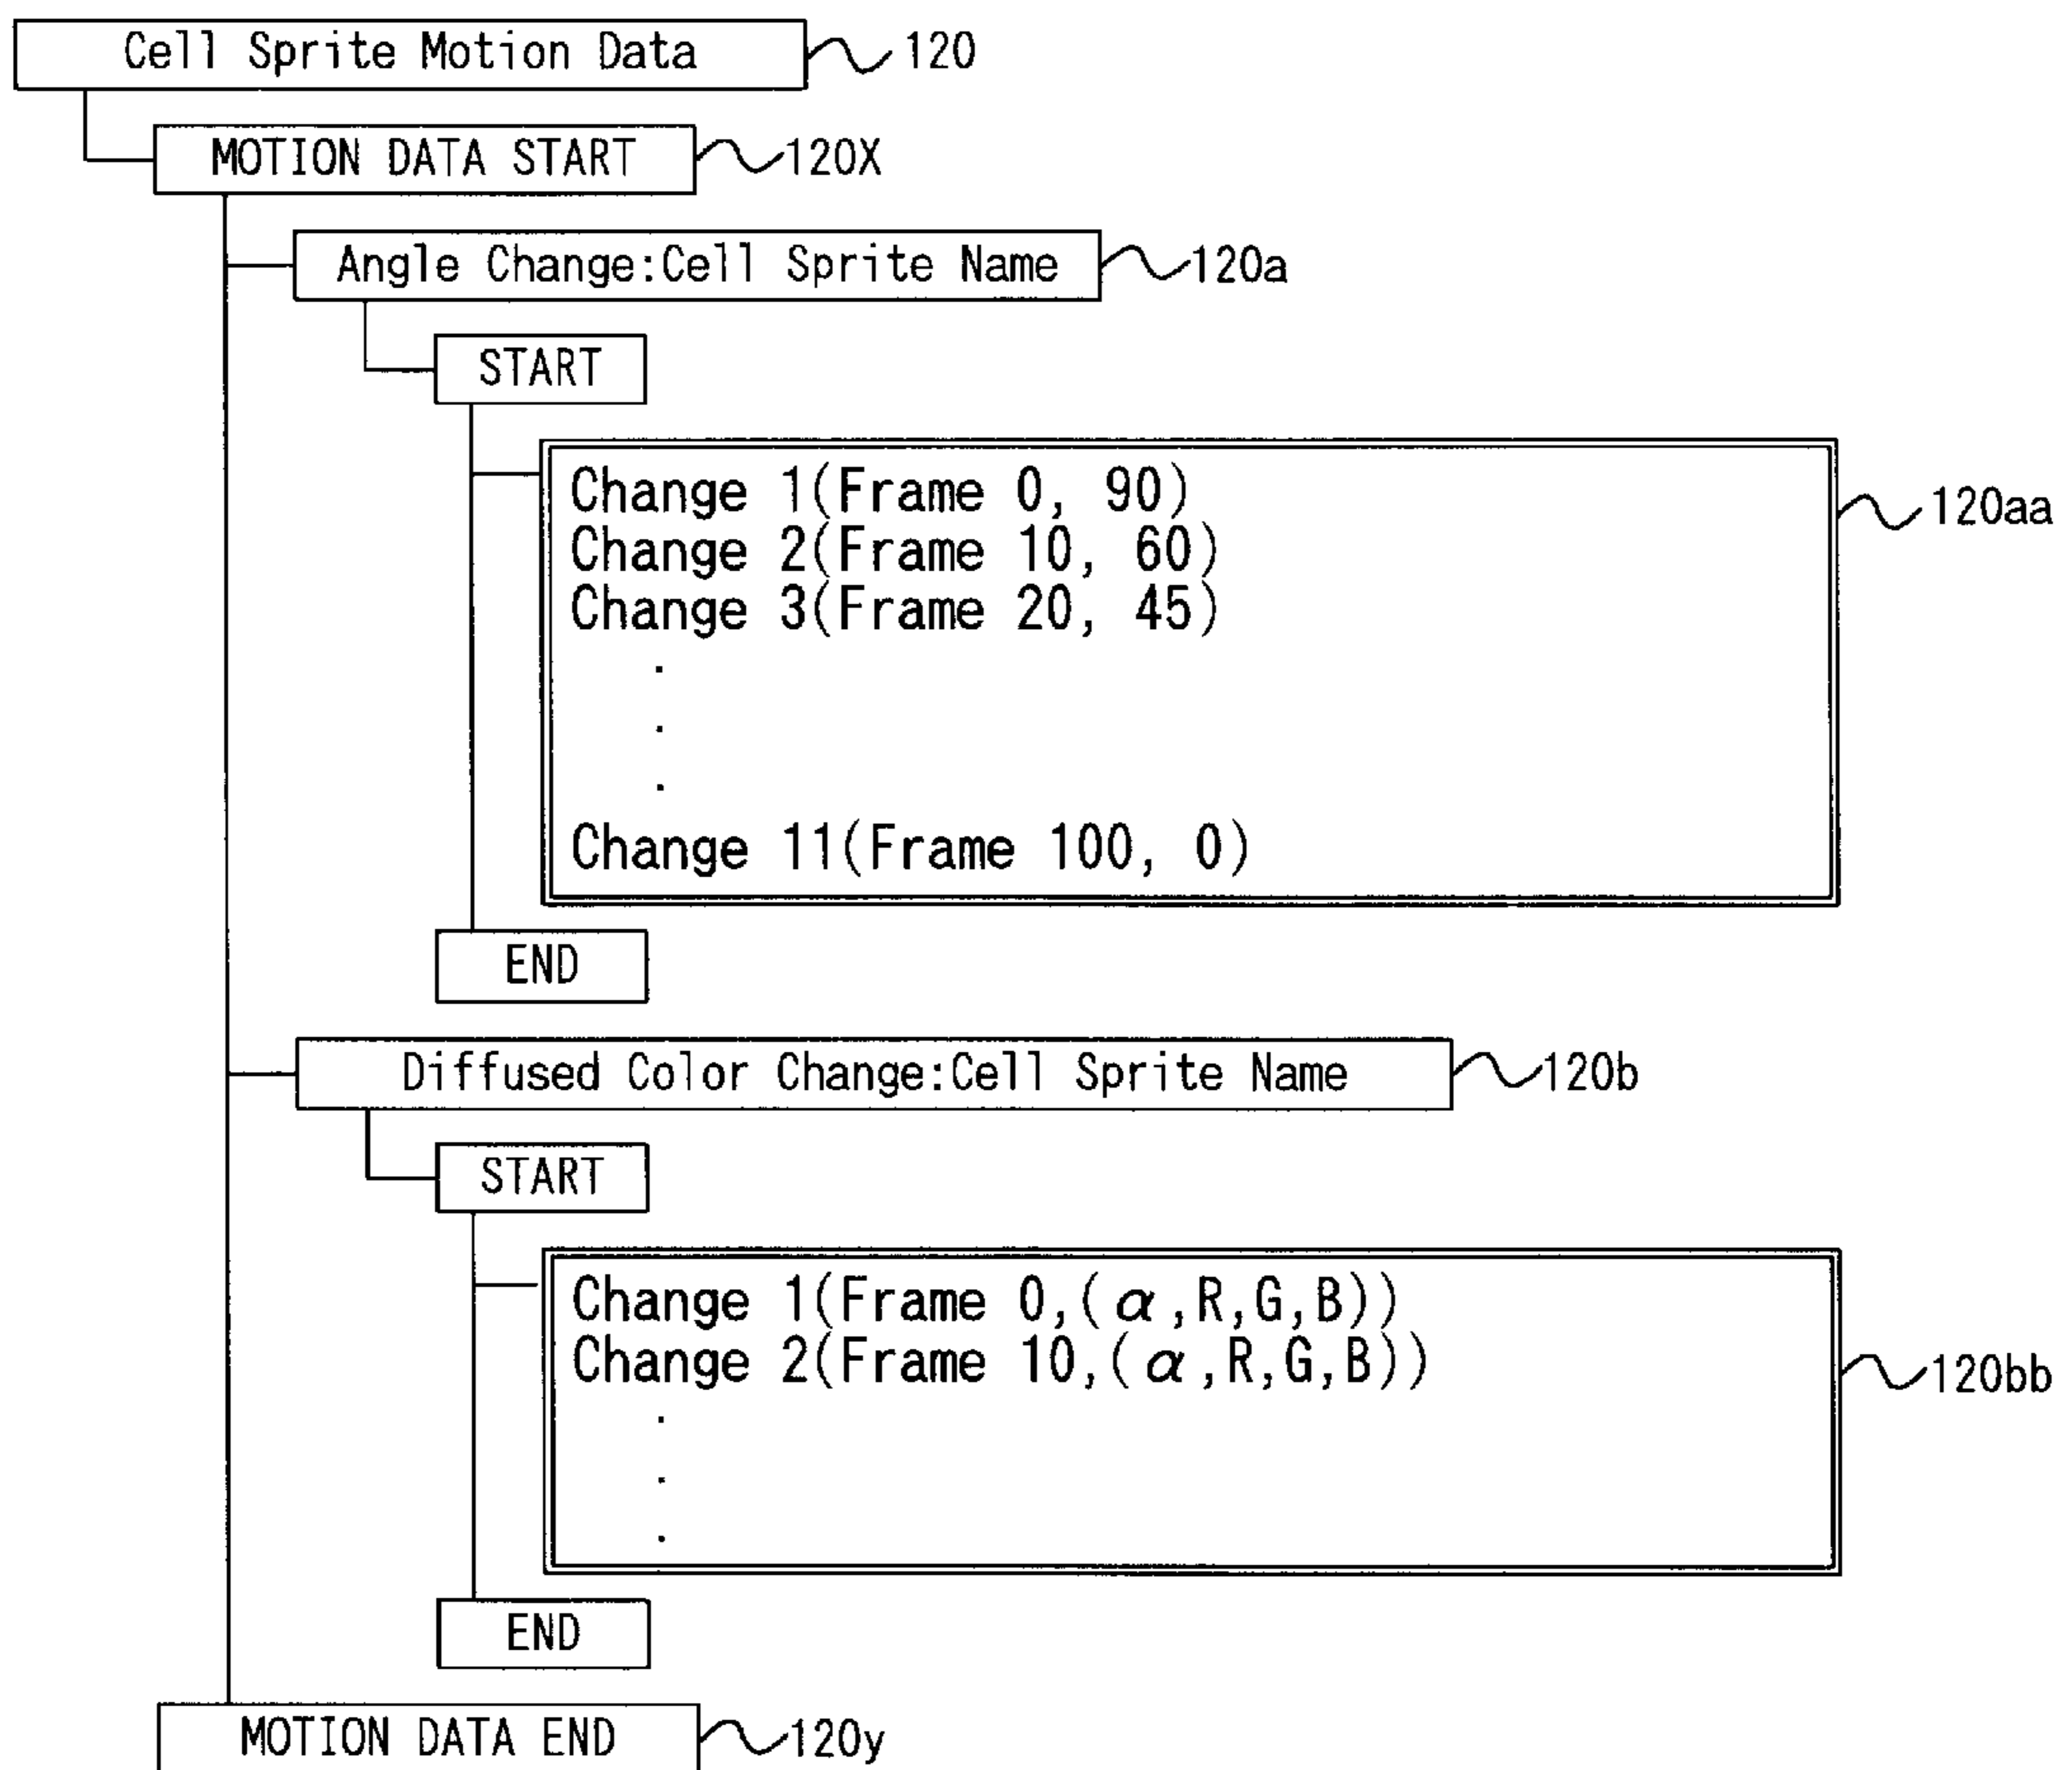 Cell Sprite Motion Data 120
MOTION DATA START 120X
Angle Change:Cell Sprite Name 120a
START
Change 1(Frame 0, 90)
120aa
Change 2(Frame 10, 60)
Change 3(Frame 20, 45)
.
.
.
Change 11(Frame 100, 0)
END
Diffused Color Change:Cell Sprite Name 120b
START
Change 1(Frame 0,(α,R,G,B))
Change 2(Frame 10,(α,R,G,B))
120bb
.
.
.
END
MOTION DATA END 120y